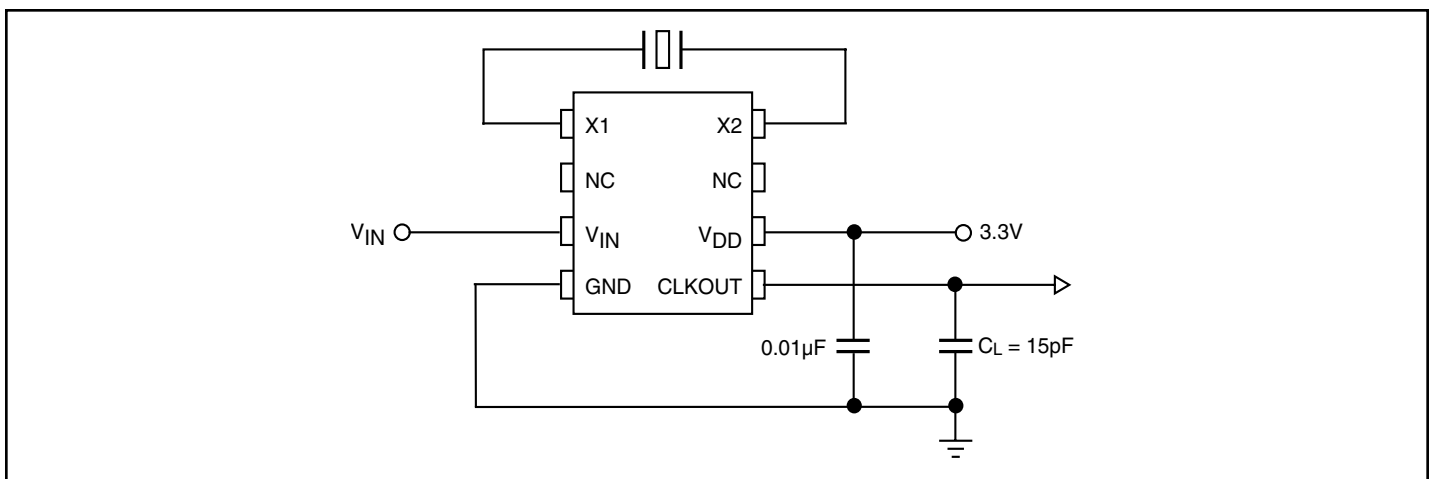 X1 X2
NC NC
VIN VIN VDD 3.3V
GND CLKOUT
0.01µF CL = 15pF